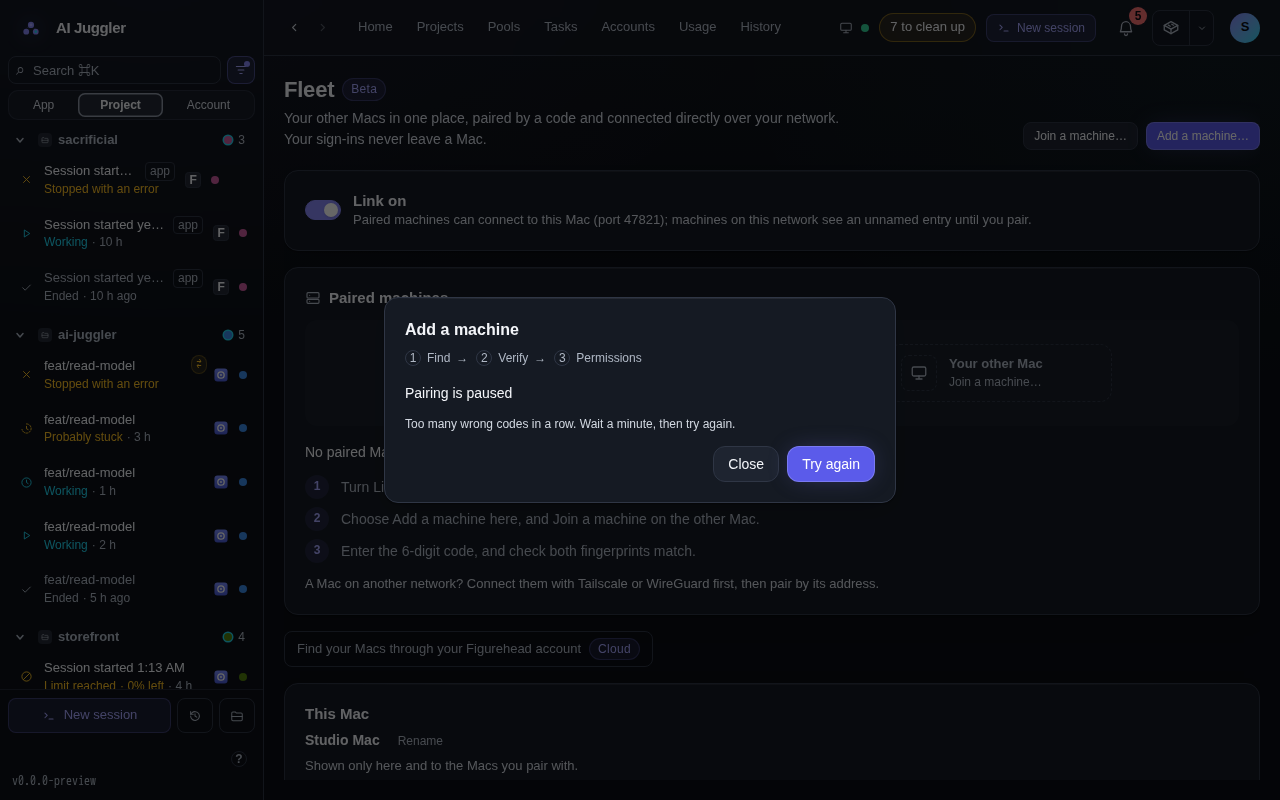 AI Juggler
Search ⌘K
App
Project
Account
sacrificial
3
Session start…
app
F
Stopped with an error
Session started ye…
app
F
Working · 10 h
Session started ye…
app
F
Ended · 10 h ago
ai-juggler
5
feat/read-model
Stopped with an error
feat/read-model
Probably stuck · 3 h
feat/read-model
Working · 1 h
feat/read-model
Working · 2 h
feat/read-model
Ended · 5 h ago
storefront
4
Session started 1:13 AM
Limit reached · 0% left · 4 h
New session
?
v0.0.0-preview
Home
Projects
Pools
Tasks
Accounts
Usage
History
7 to clean up
New session
5
S
Fleet
Beta
Your other Macs in one place, paired by a code and connected directly over your network.
Your sign-ins never leave a Mac.
Join a machine…
Add a machine…
Link on
Paired machines can connect to this Mac (port 47821); machines on this network see an unnamed entry until you pair.
Paired machines
Add a machine
1 Find → 2 Verify → 3 Permissions
Pairing is paused
Too many wrong codes in a row. Wait a minute, then try again.
Close
Try again
Your other Mac
Join a machine…
No paired Ma
1 Turn Li
2 Choose Add a machine here, and Join a machine on the other Mac.
3 Enter the 6-digit code, and check both fingerprints match.
A Mac on another network? Connect them with Tailscale or WireGuard first, then pair by its address.
Find your Macs through your Figurehead account
Cloud
This Mac
Studio Mac
Rename
Shown only here and to the Macs you pair with.